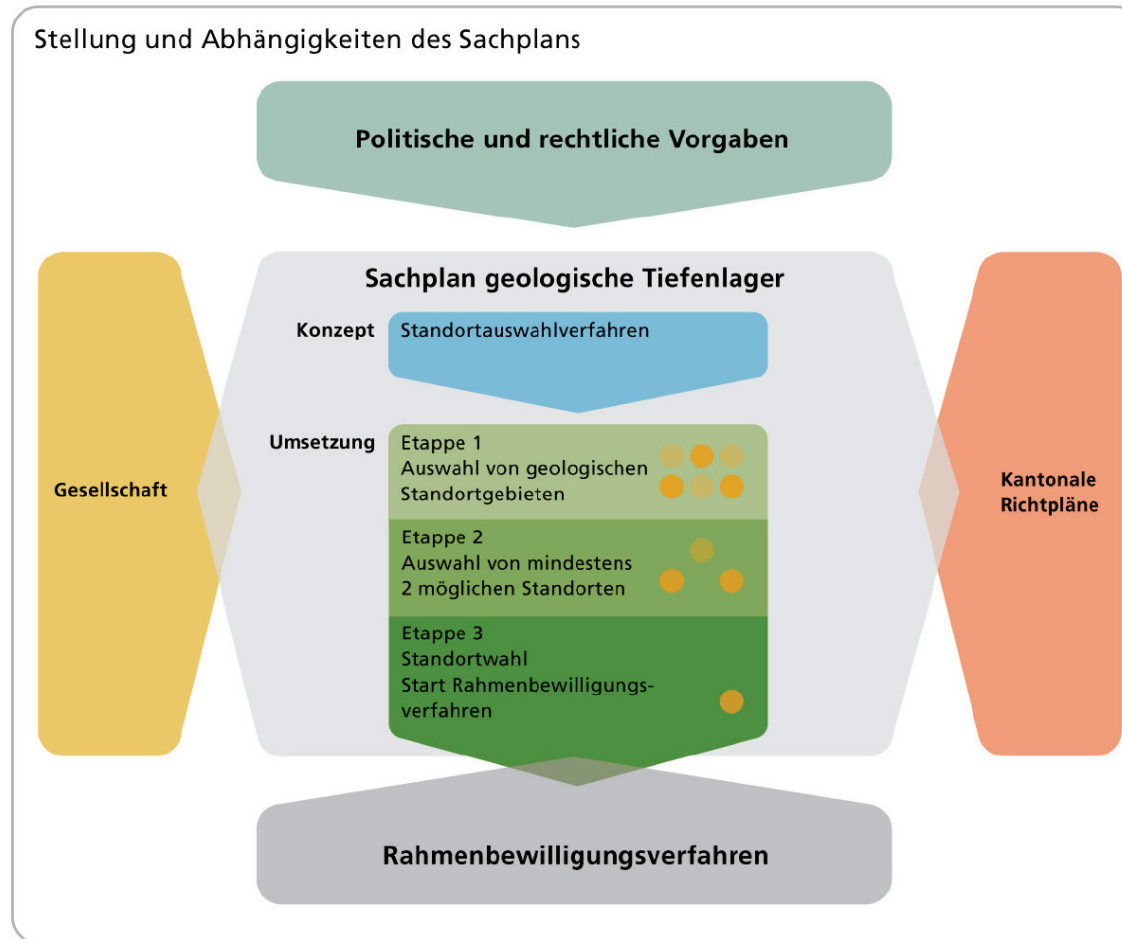 Stellung und Abhängigkeiten des Sachplans
Politische und rechtliche Vorgaben
Sachplan geologische Tiefenlager
Konzept
Standortauswahlverfahren
Umsetzung
Etappe 1
Auswahl von geologischen
Standortgebieten
Etappe 2
Auswahl von mindestens
2 möglichen Standorten
Etappe 3
Standortwahl
Start Rahmenbewilligungs-
verfahren
Gesellschaft
Kantonale
Richtpläne
Rahmenbewilligungsverfahren